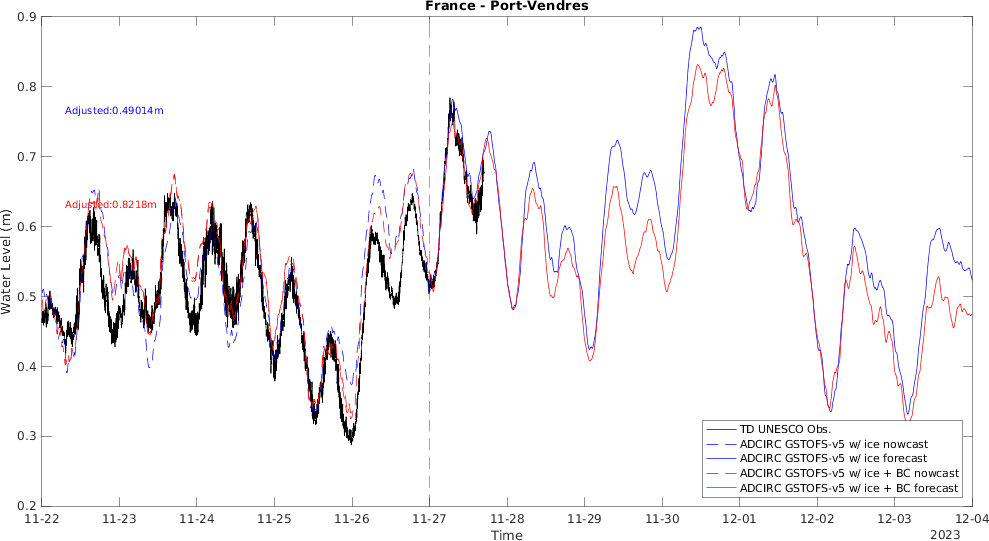 France - Port-Vendres
0.9
0.8
0.7
0.6
0.5
0.4
0.3
0.2
Water Level (m)
Adjusted:0.49014m
Adjusted:0.8218m
TD UNESCO Obs.
ADCIRC GSTOFS-v5 w/ ice nowcast
ADCIRC GSTOFS-v5 w/ ice forecast
ADCIRC GSTOFS-v5 w/ ice + BC nowcast
ADCIRC GSTOFS-v5 w/ ice + BC forecast
11-22 11-23 11-24 11-25 11-26 11-27 11-28 11-29 11-30 12-01 12-02 12-03 12-04
Time
2023